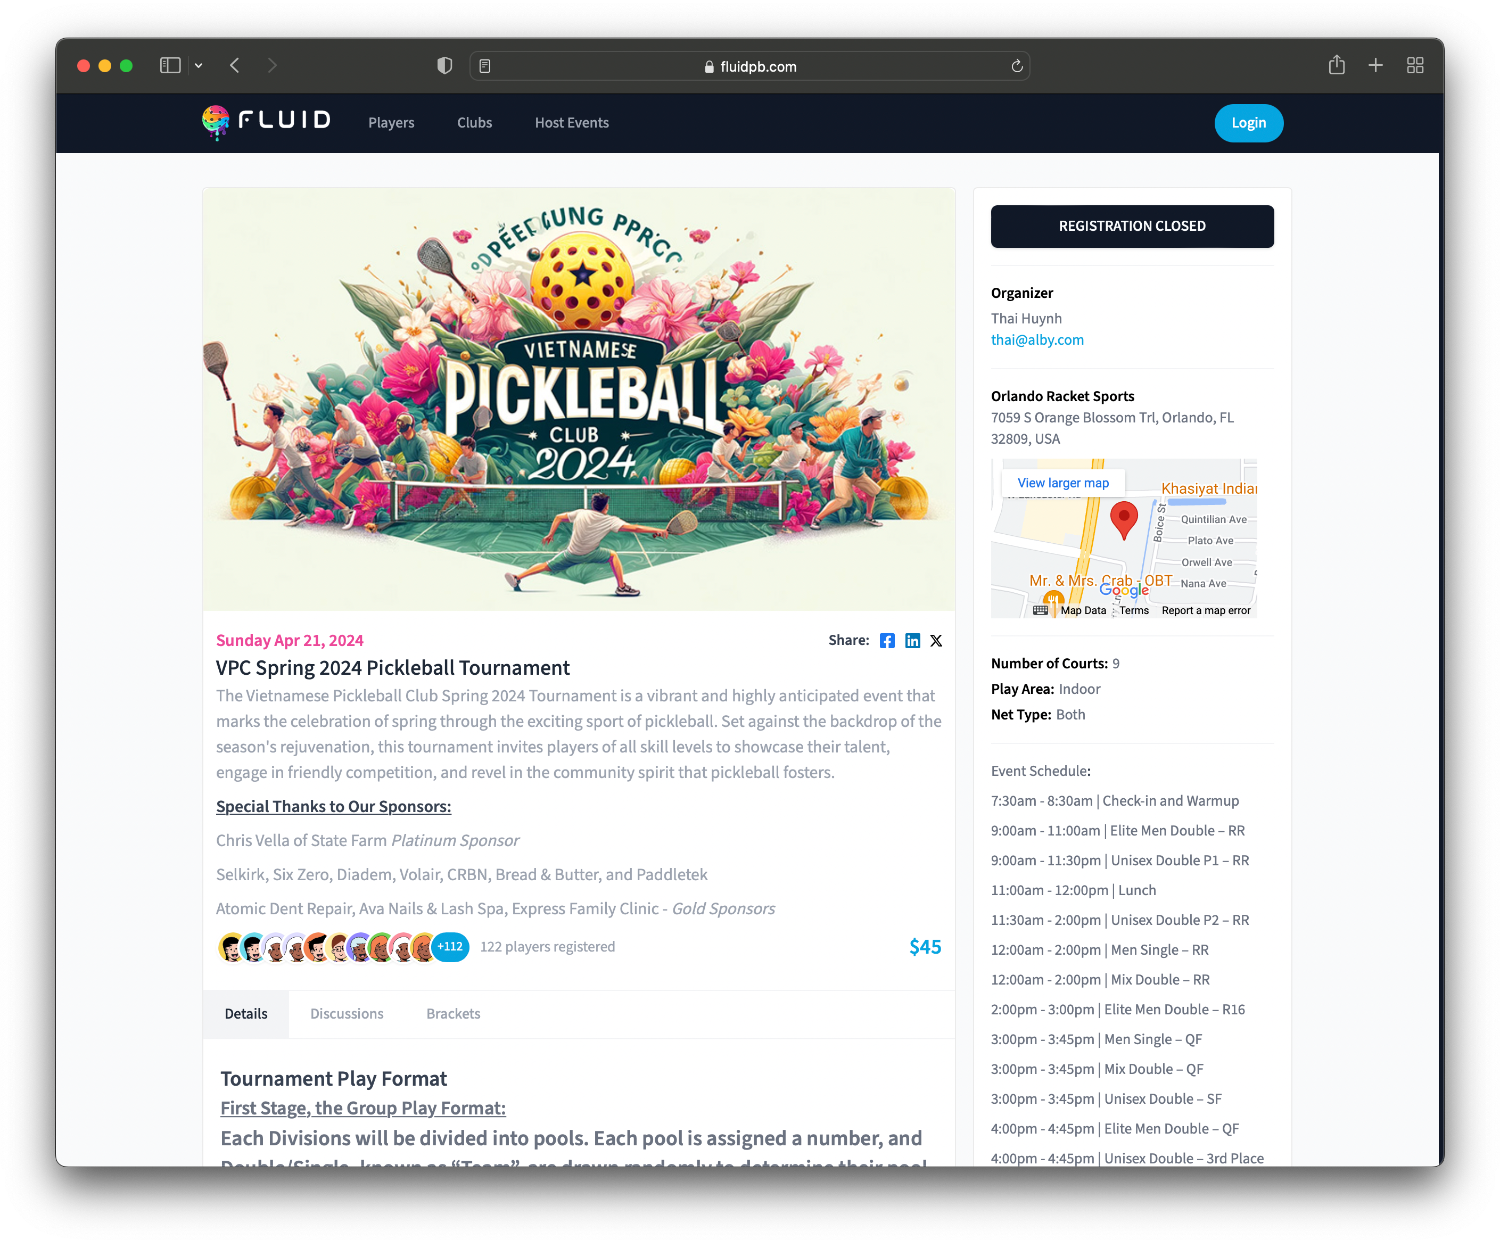 fluidpb.com
FLUID
Players
Clubs
Host Events
Login
VIETNAMESE
PICKLEBALL
CLUB
2024
Sunday Apr 21, 2024
Share:
VPC Spring 2024 Pickleball Tournament
The Vietnamese Pickleball Club Spring 2024 Tournament is a vibrant and highly anticipated event that
marks the celebration of spring through the exciting sport of pickleball. Set against the backdrop of the
season's rejuvenation, this tournament invites players of all skill levels to showcase their talent,
engage in friendly competition, and revel in the community spirit that pickleball fosters.
Special Thanks to Our Sponsors:
Chris Vella of State Farm Platinum Sponsor
Selkirk, Six Zero, Diadem, Volair, CRBN, Bread & Butter, and Paddletek
Atomic Dent Repair, Ava Nails & Lash Spa, Express Family Clinic - Gold Sponsors
+112
122 players registered
$45
Details
Discussions
Brackets
Tournament Play Format
First Stage, the Group Play Format:
Each Divisions will be divided into pools. Each pool is assigned a number, and
Double/Single, known as “Team”, are drawn randomly to determine their pool
REGISTRATION CLOSED
Organizer
Thai Huynh
thai@alby.com
Orlando Racket Sports
7059 S Orange Blossom Trl, Orlando, FL
32809, USA
View larger map
Khasiyat Indian
Boice St
Quintilian Ave
Plato Ave
Orwell Ave
Nana Ave
Mr. & Mrs. Crab - OBT
Google
Map Data
Terms
Report a map error
Number of Courts: 9
Play Area: Indoor
Net Type: Both
Event Schedule:
7:30am - 8:30am | Check-in and Warmup
9:00am - 11:00am | Elite Men Double – RR
9:00am - 11:30pm | Unisex Double P1 – RR
11:00am - 12:00pm | Lunch
11:30am - 2:00pm | Unisex Double P2 – RR
12:00am - 2:00pm | Men Single – RR
12:00am - 2:00pm | Mix Double – RR
2:00pm - 3:00pm | Elite Men Double – R16
3:00pm - 3:45pm | Men Single – QF
3:00pm - 3:45pm | Mix Double – QF
3:00pm - 3:45pm | Unisex Double – SF
4:00pm - 4:45pm | Elite Men Double – QF
4:00pm - 4:45pm | Unisex Double – 3rd Place